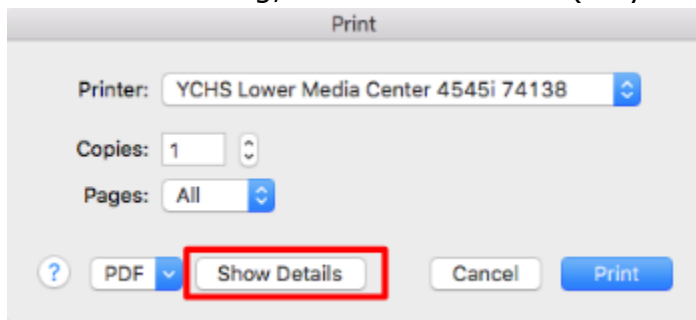 Print
Printer: YCHS Lower Media Center 4545i 74138
Copies: 1
Pages: All
? PDF Show Details Cancel Print